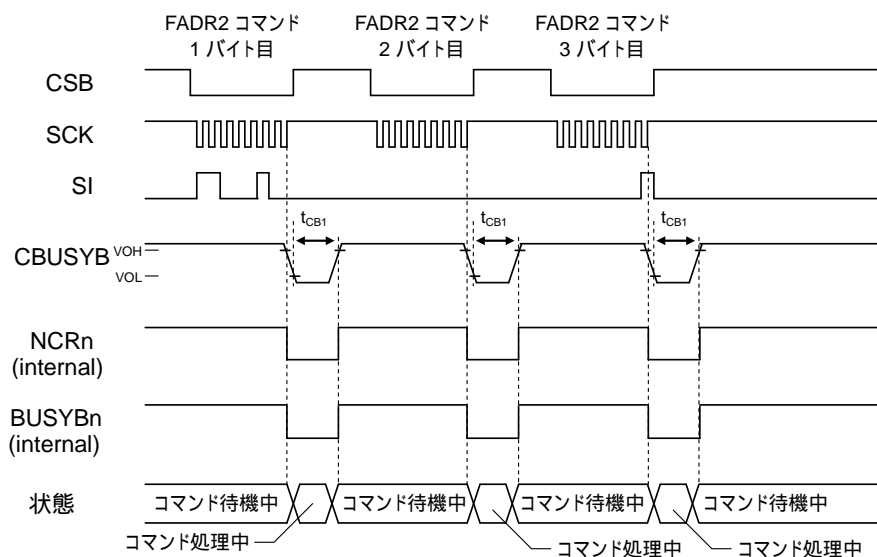 FADR2 コマンド
1 バイト目
FADR2 コマンド
2 バイト目
FADR2 コマンド
3 バイト目
CSB
SCK
SI
tCB1
tCB1
tCB1
CBUSYB
VOH
VOL
NCRn
(internal)
BUSYBn
(internal)
状態
コマンド待機中
コマンド待機中
コマンド待機中
コマンド待機中
コマンド処理中
コマンド処理中
コマンド処理中